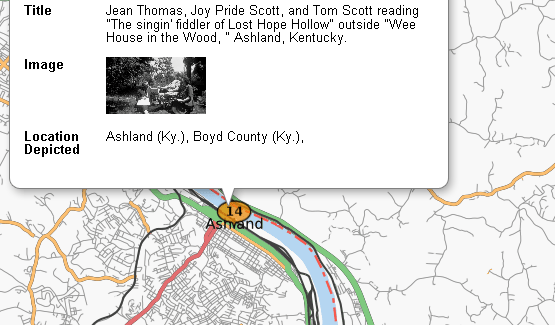 Title
Jean Thomas, Joy Pride Scott, and Tom Scott reading
"The singin' fiddler of Lost Hope Hollow" outside "Wee
House in the Wood, " Ashland, Kentucky.
Image
Location
Depicted
Ashland (Ky.), Boyd County (Ky.),
14
Ashland